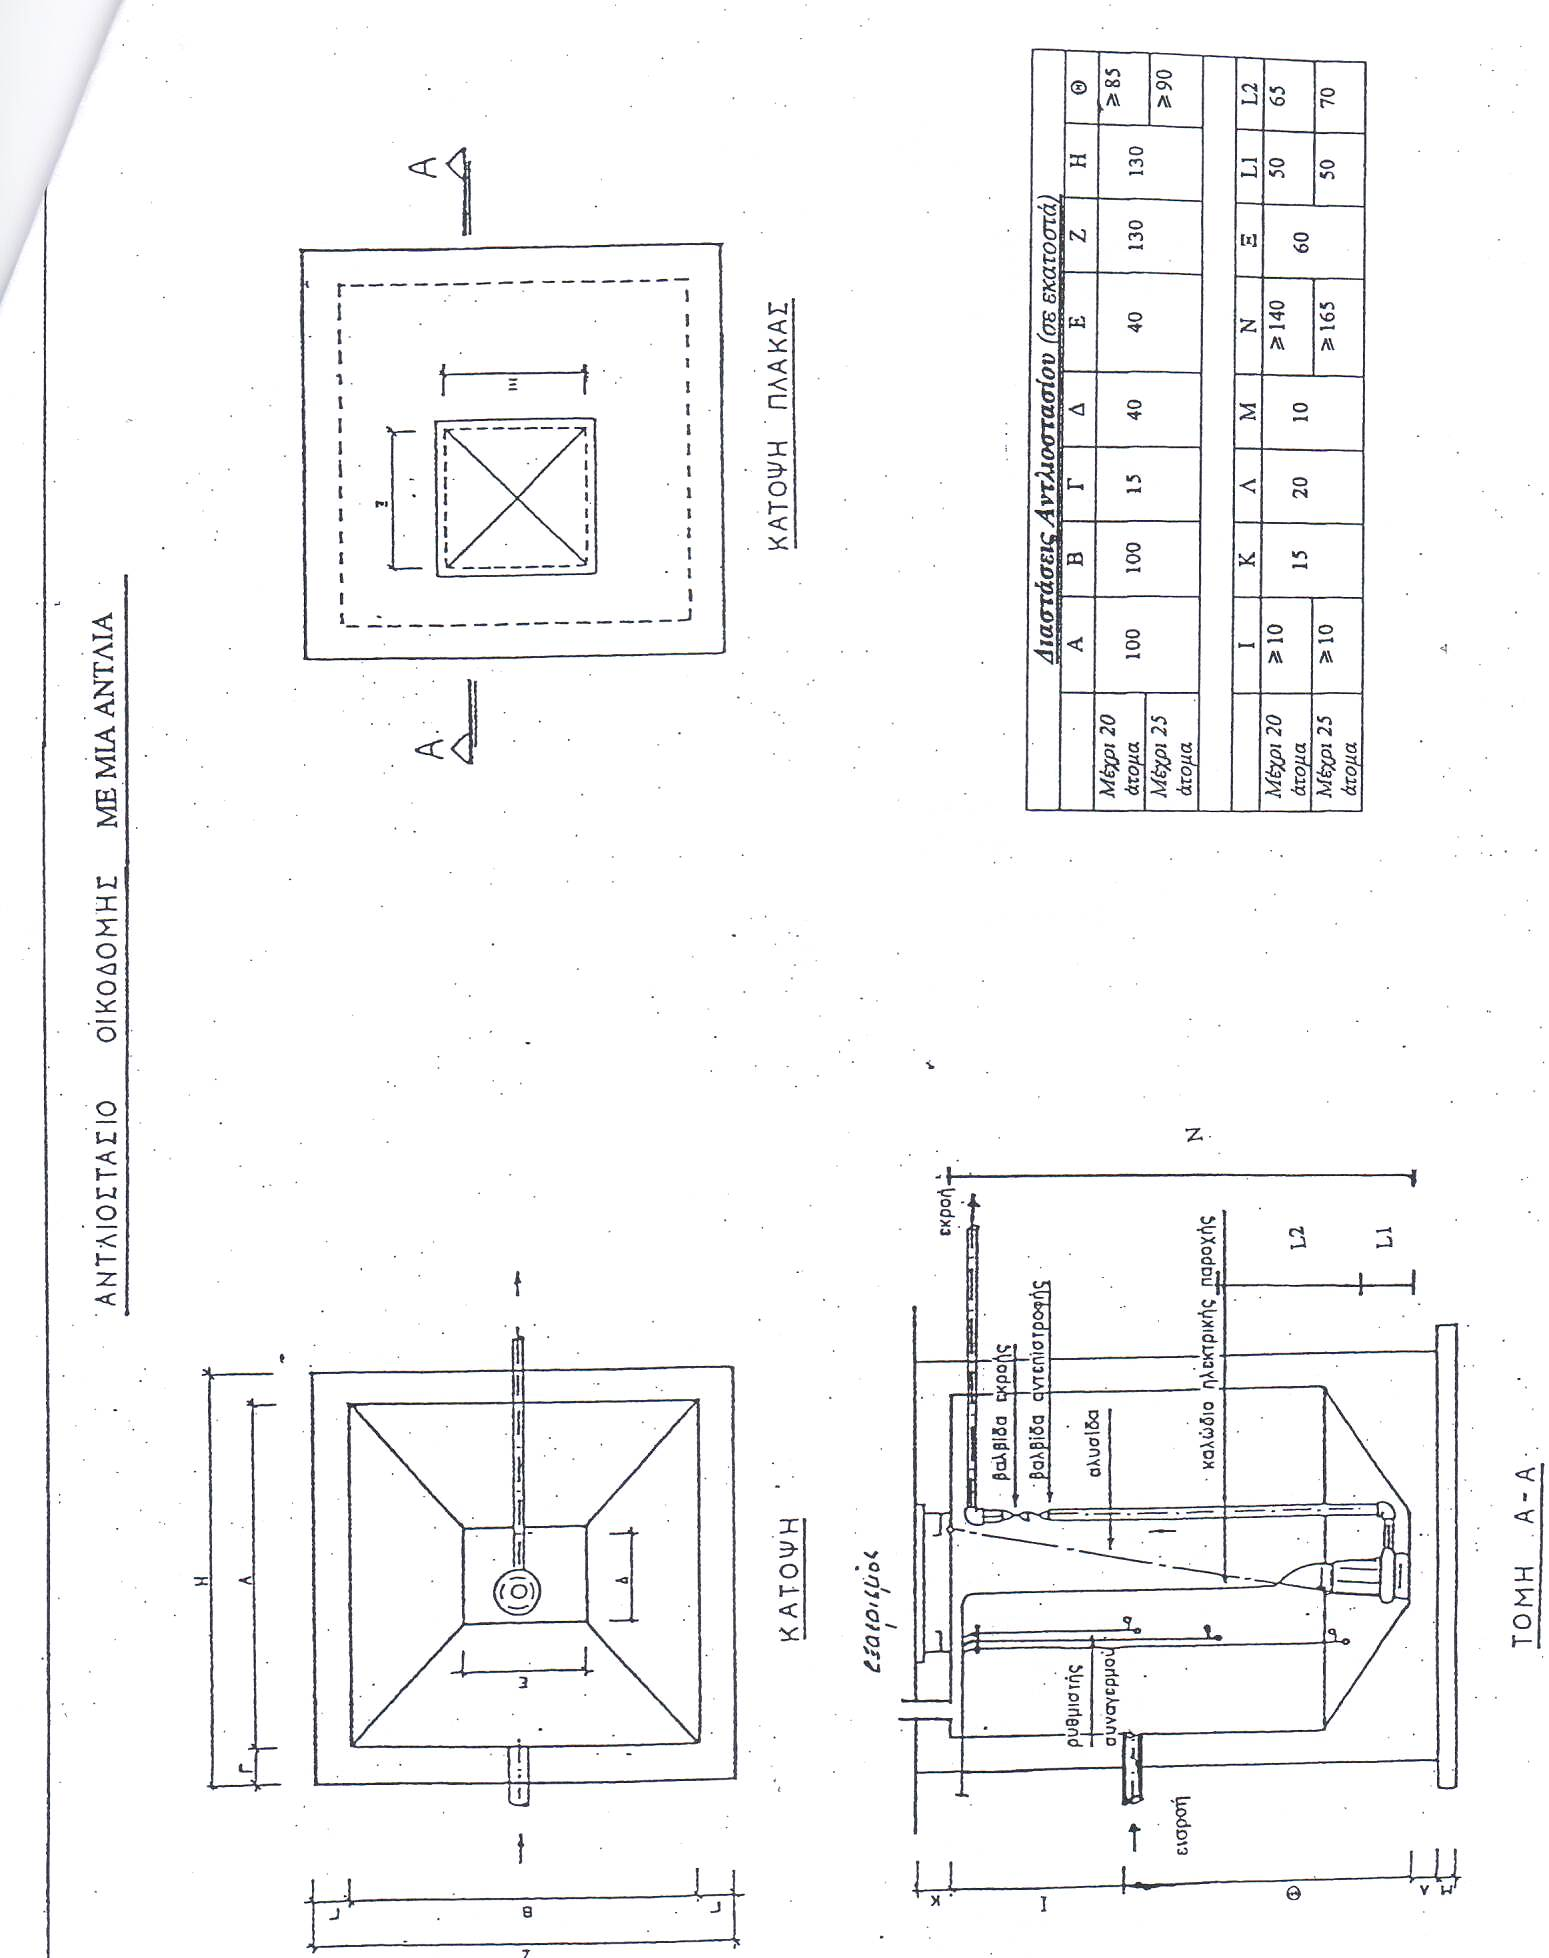 ΑΝΤΛΙΟΣΤΑΣΙΟ ΟΙΚΟΔΟΜΗΣ ΜΕ ΜΙΑ ΑΝΤΛΙΑ
Η
Α
Γ
Δ
Ε
Γ
Β
Γ
Ζ
ΚΑΤΟΨΗ
Α
Α
Ξ
Ξ
ΚΑΤΟΨΗ ΠΛΑΚΑΣ
εξαερισμός
εκροή
βαλβίδα εκροής
βαλβίδα αντεπιστροφής
αλυσίδα
καλώδιο ηλεκτρικής παροχής
ρυθμιστής
συναγερμού
εισροή
Ν
L2
L1
Κ
Ι
Θ
Λ
Μ
ΤΟΜΗ Α-Α
Διαστάσεις Αντλιοστασίου (σε εκατοστά)
Α Β Γ Δ Ε Ζ Η Θ
Μέχρι 20 άτομα 100 100 15 40 40 130 130 ⩾85
Μέχρι 25 άτομα ⩾90
Ι Κ Λ Μ Ν Ξ L1 L2
Μέχρι 20 άτομα ⩾10 15 20 10 ⩾140 60 50 65
Μέχρι 25 άτομα ⩾10 ⩾165 50 70